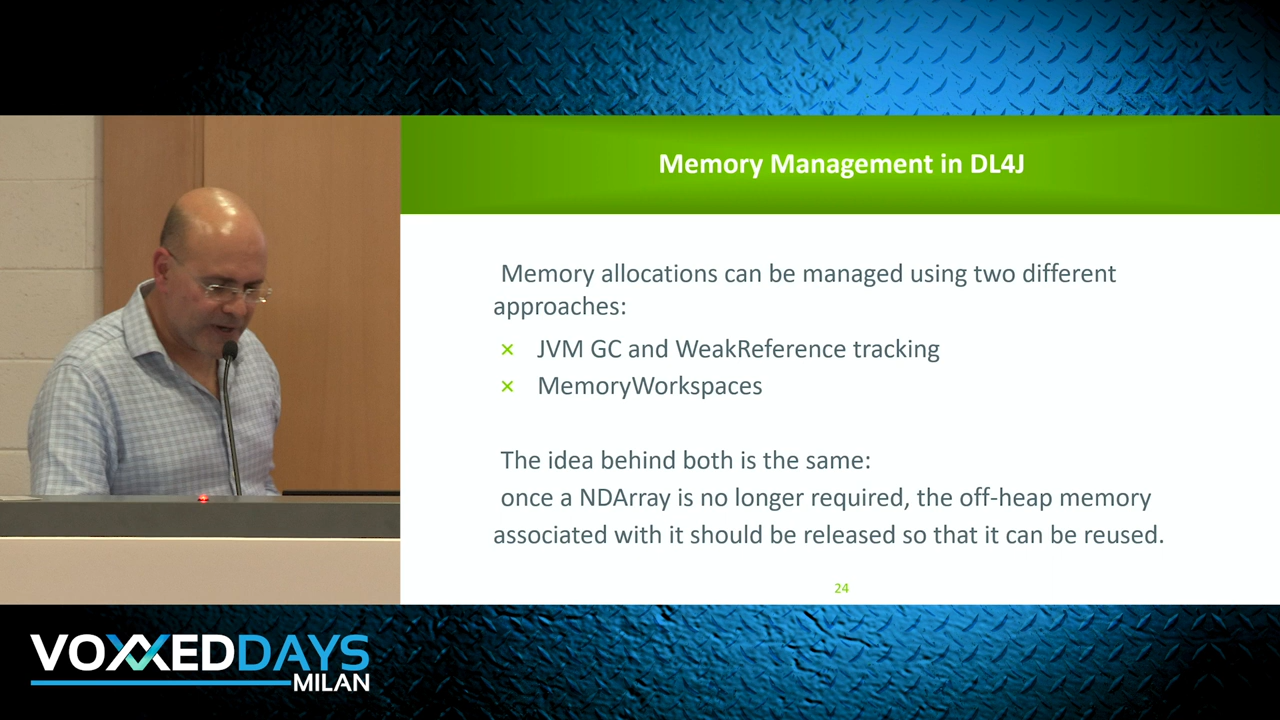 Memory Management in DL4J
Memory allocations can be managed using two different
approaches:
× JVM GC and WeakReference tracking
× MemoryWorkspaces
The idea behind both is the same:
once a NDArray is no longer required, the off-heap memory
associated with it should be released so that it can be reused.
24
VOXXEDDAYS
MILAN